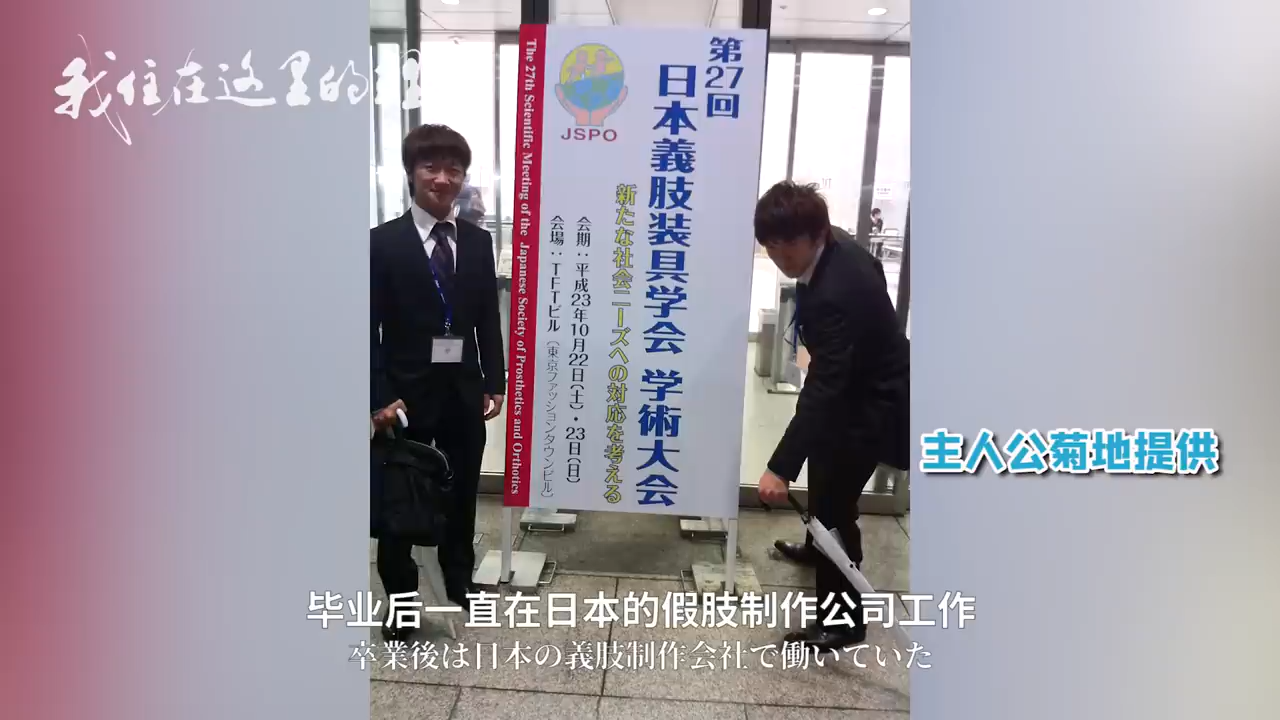 我住在这里的理
第27回
日本義肢装具学会 学術大会
新たな社会ニーズへの対応を考える
会期：平成23年10月22日(土)・23日(日)
会場：TFTビル（東京ファッションタウンビル）
JSPO
The 27th Scientific Meeting of the Japanese Society of Prosthetics and Orthotics
主人公菊地提供
毕业后一直在日本的假肢制作公司工作
卒業後は日本の義肢制作会社で働いていた